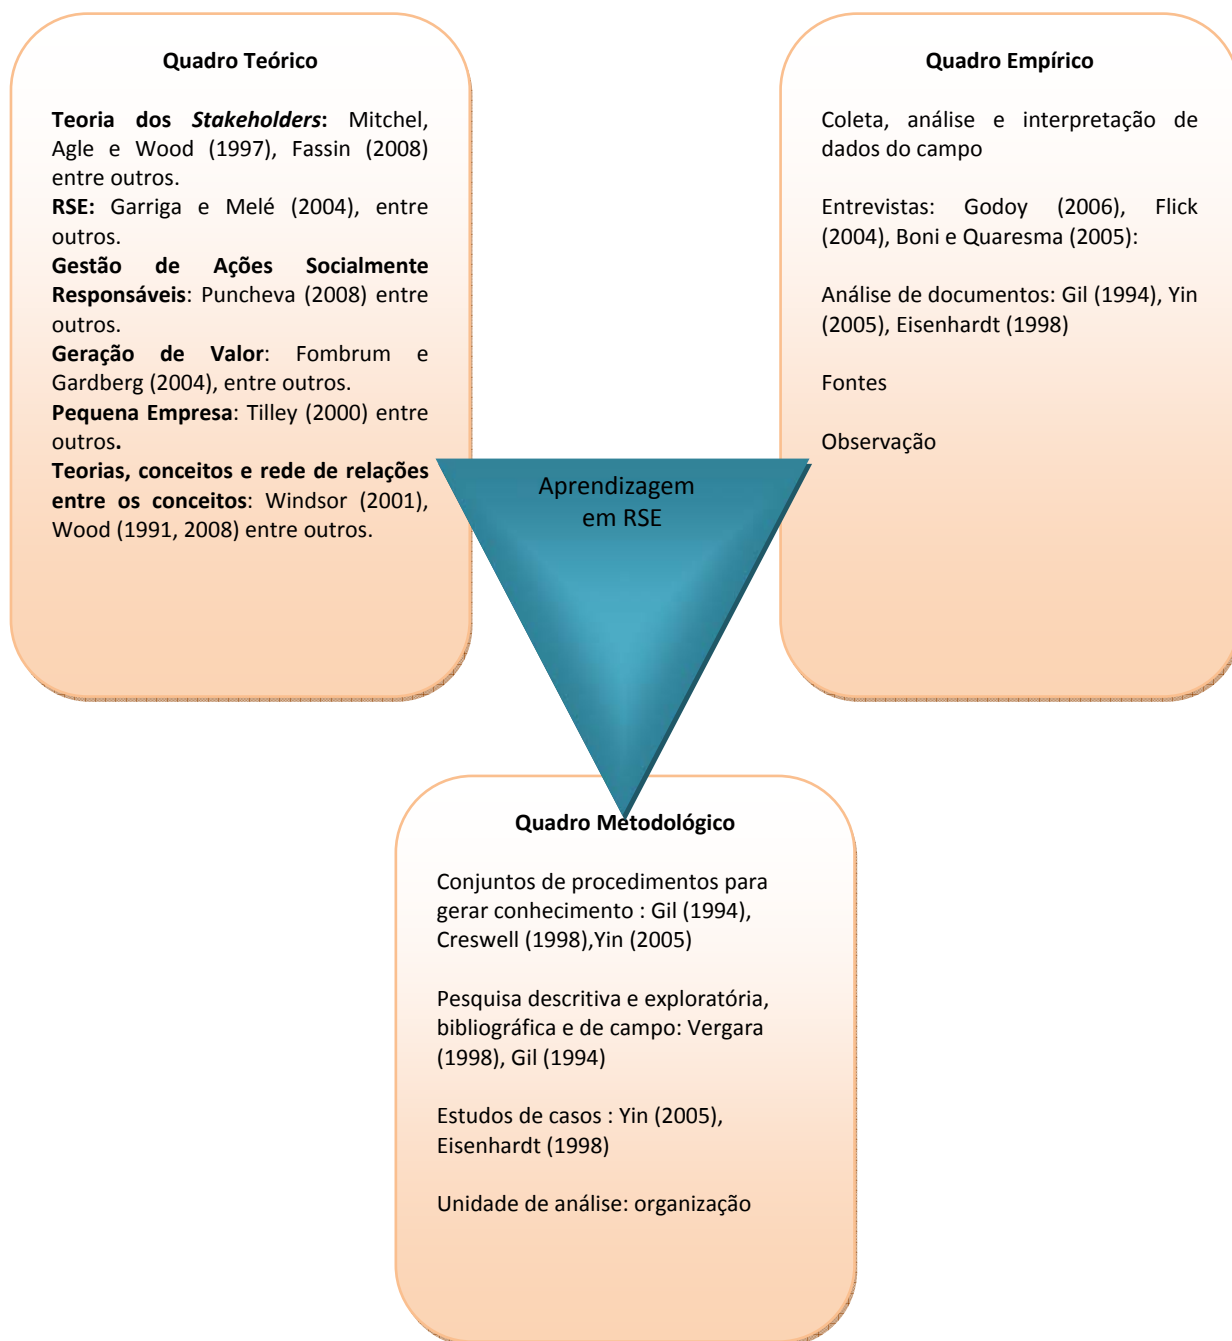 Quadro Teórico
Teoria dos Stakeholders: Mitchel,
Agle e Wood (1997), Fassin (2008)
entre outros.
RSE: Garriga e Melé (2004), entre
outros.
Gestão de Ações Socialmente
Responsáveis: Puncheva (2008) entre
outros.
Geração de Valor: Fombrum e
Gardberg (2004), entre outros.
Pequena Empresa: Tilley (2000) entre
outros.
Teorias, conceitos e rede de relações
entre os conceitos: Windsor (2001),
Wood (1991, 2008) entre outros.
Quadro Empírico
Coleta, análise e interpretação de
dados do campo
Entrevistas: Godoy (2006), Flick
(2004), Boni e Quaresma (2005):
Análise de documentos: Gil (1994), Yin
(2005), Eisenhardt (1998)
Fontes
Observação
Aprendizagem
em RSE
Quadro Metodológico
Conjuntos de procedimentos para
gerar conhecimento : Gil (1994),
Creswell (1998),Yin (2005)
Pesquisa descritiva e exploratória,
bibliográfica e de campo: Vergara
(1998), Gil (1994)
Estudos de casos : Yin (2005),
Eisenhardt (1998)
Unidade de análise: organização